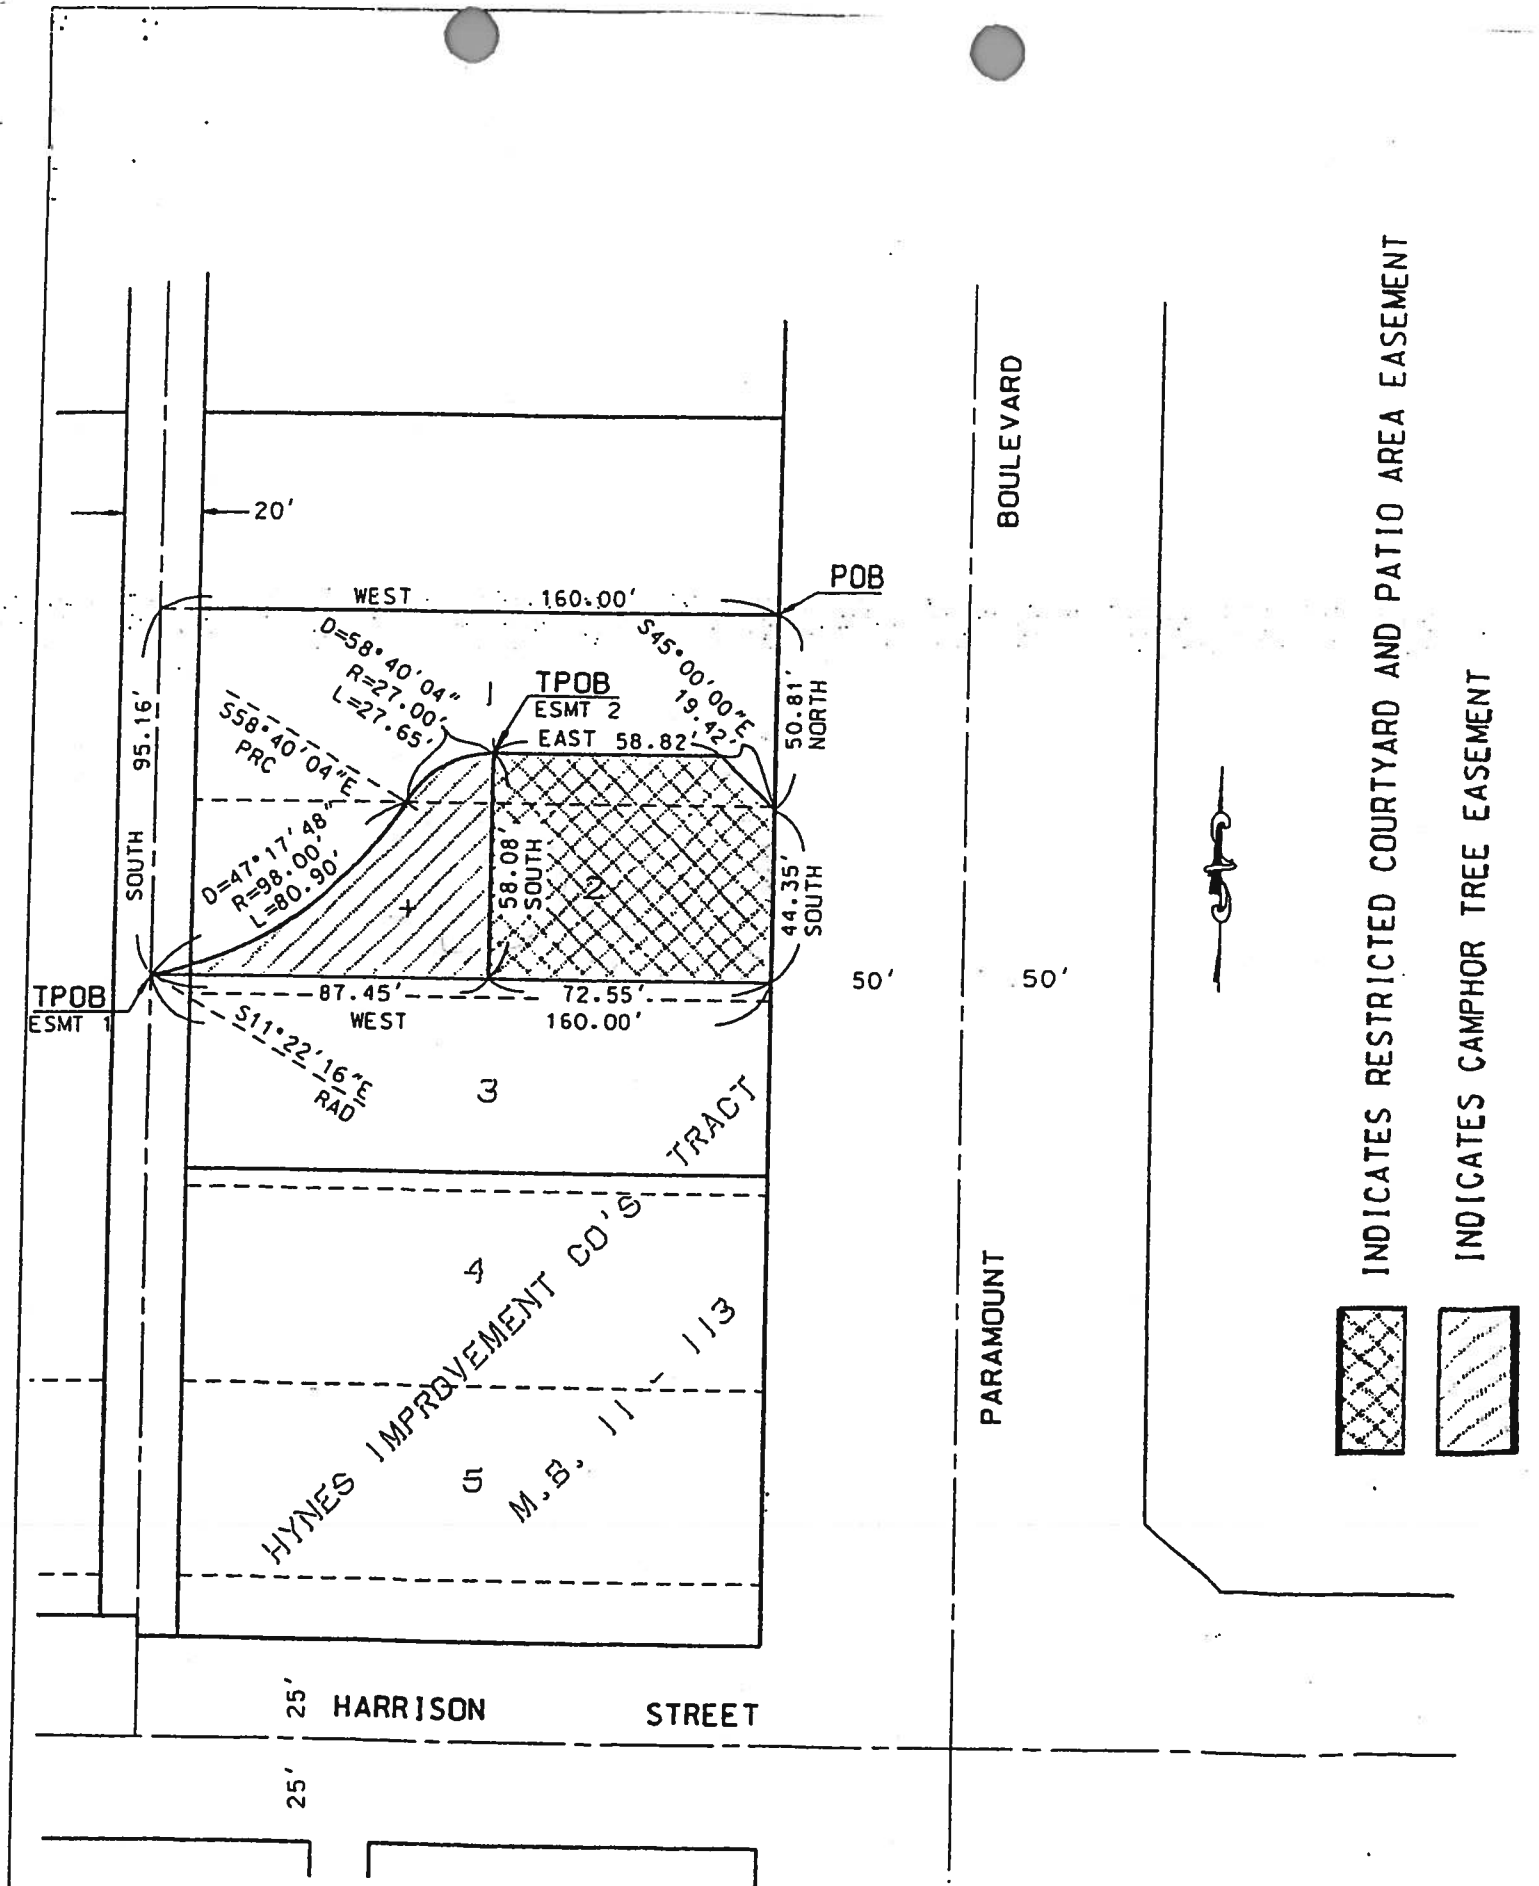 BOULEVARD
20'
POB
WEST 160.00'
D=58°40'04"
R=27.00'
L=27.65'
S45°00'00"E
19.42'
1
TPOB
ESMT 2
50.81'
NORTH
EAST 58.82'
S58°40'04"E
PRC
95.16'
SOUTH
D=47°17'48"
R=98.00'
L=80.90'
58.08'
SOUTH
2
44.35'
SOUTH
TPOB
ESMT 1
87.45'
72.55'
WEST 160.00'
50'
50'
S11°22'16"E
RAD
3
4
5
HYNES IMPROVEMENT CO'S TRACT
M.B. 11 - 113
PARAMOUNT
25'
HARRISON STREET
25'
INDICATES RESTRICTED COURTYARD AND PATIO AREA EASEMENT
INDICATES CAMPHOR TREE EASEMENT